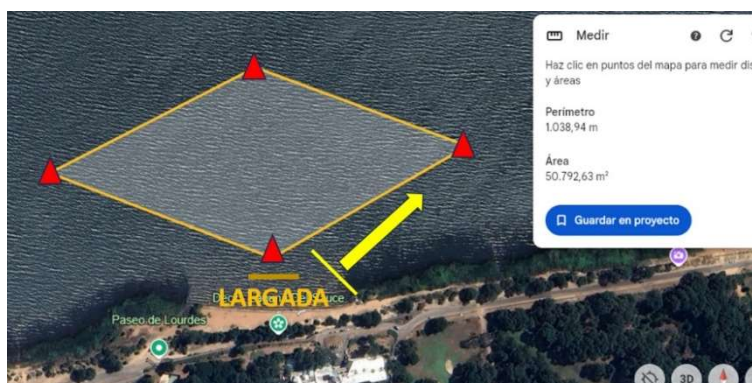 Medir
Haz clic en puntos del mapa para medir dis
y áreas
Perímetro
1.038,94 m
Área
50.792,63 m²
Guardar en proyecto
LARGADA
Paseo de Lourdes
3D